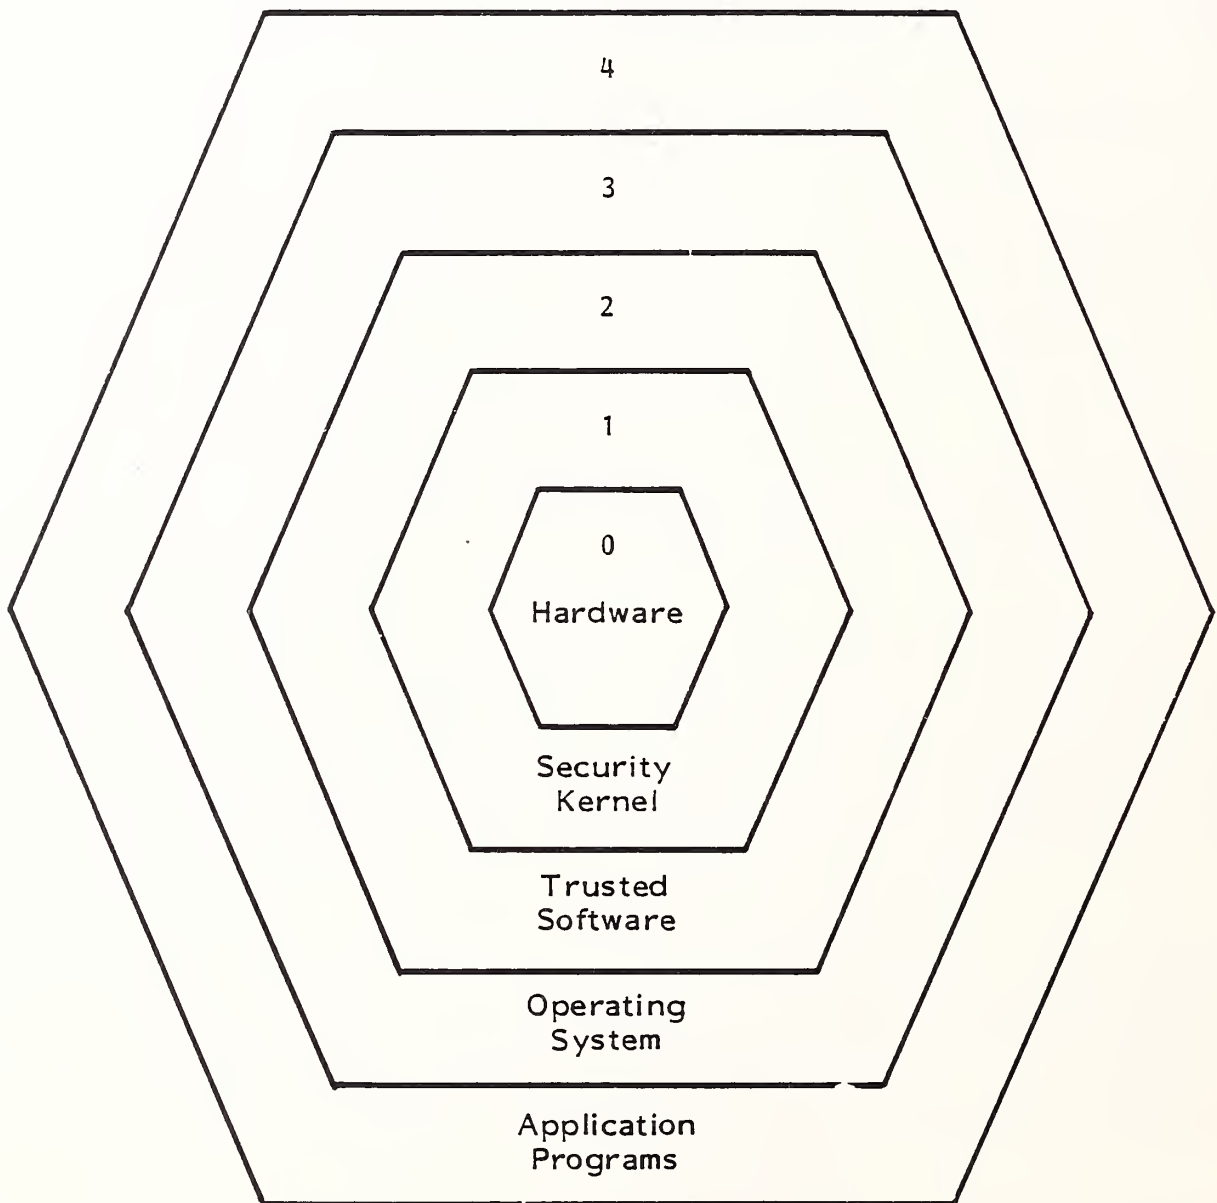 4
3
2
1
0
Hardware
Security
Kernel
Trusted
Software
Operating
System
Application
Programs